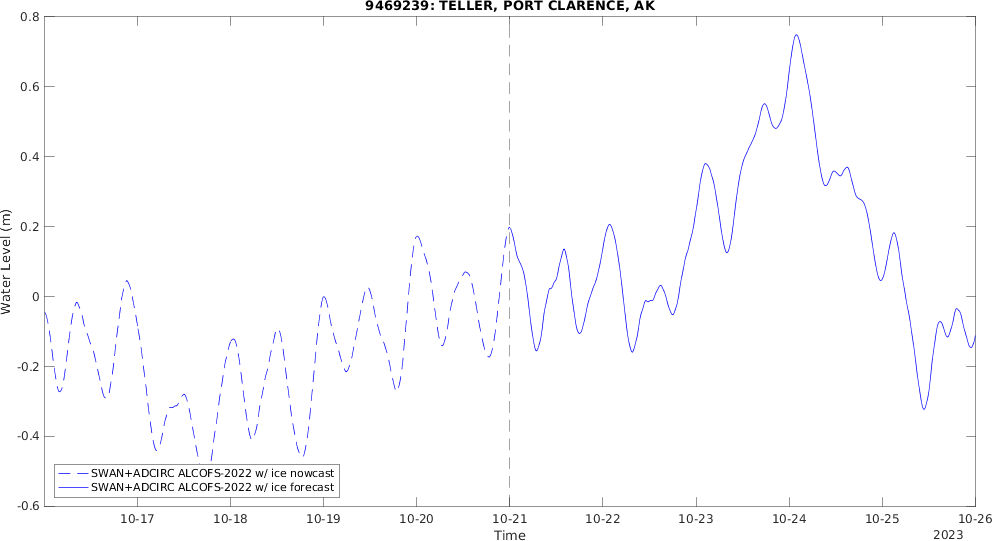 9469239: TELLER, PORT CLARENCE, AK
0.8
0.6
0.4
0.2
0
-0.2
-0.4
-0.6
Water Level (m)
SWAN+ADCIRC ALCOFS-2022 w/ ice nowcast
SWAN+ADCIRC ALCOFS-2022 w/ ice forecast
10-17 10-18 10-19 10-20 10-21 10-22 10-23 10-24 10-25 10-26
Time
2023